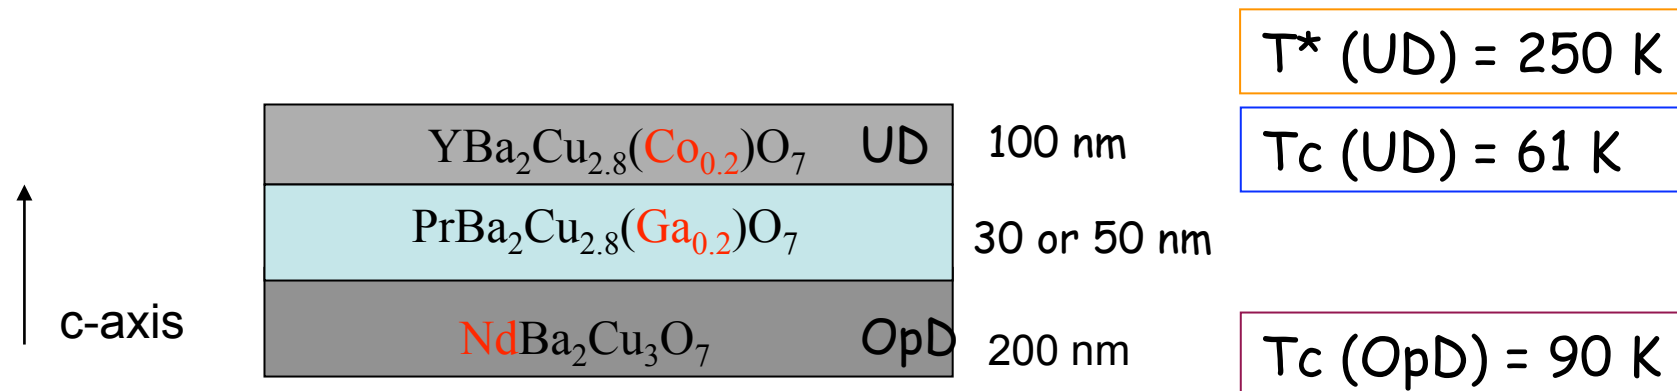 T* (UD) = 250 K
YBa₂Cu₂.₈(Co₀.₂)O₇ UD 100 nm Tc (UD) = 61 K
PrBa₂Cu₂.₈(Ga₀.₂)O₇ 30 or 50 nm
c-axis
NdBa₂Cu₃O₇ OpD 200 nm Tc (OpD) = 90 K